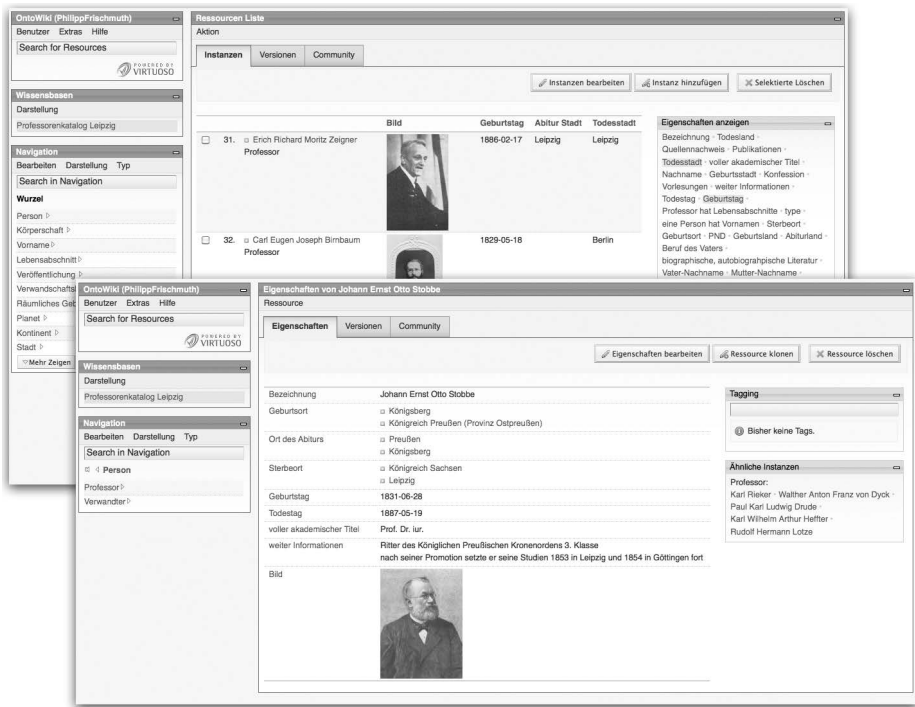 OntoWiki (PhilippFrischmuth)
Benutzer Extras Hilfe
Search for Resources
POWERED BY
VIRTUOSO
Wissensbasen
Darstellung
Professorenkatalog Leipzig
Navigation
Bearbeiten Darstellung Typ
Search in Navigation
Wurzel
Person
Körperschaft
Vorname
Lebensabschnitt
Veröffentlichung
Verwandschafts
Räumliches Geb
Planet
Kontinent
Stadt
Mehr Zeigen
Ressourcen Liste
Aktion
Instanzen Versionen Community
Instanzen bearbeiten Instanz hinzufügen Selektierte Löschen
Bild Geburtstag Abitur Stadt Todesstadt
31. Erich Richard Moritz Zeigner 1886-02-17 Leipzig Leipzig
Professor
32. Carl Eugen Joseph Birnbaum 1829-05-18 Berlin
Professor
Eigenschaften anzeigen
Bezeichnung · Todesland ·
Quellennachweis · Publikationen ·
Todesstadt · voller akademischer Titel ·
Nachname · Geburtsstadt · Konfession ·
Vorlesungen · weiter Informationen ·
Todestag · Geburtstag ·
Professor hat Lebensabschnitte · type ·
eine Person hat Vornamen · Sterbeort ·
Geburtsort · PND · Geburtsland · Abiturland ·
Beruf des Vaters ·
biographische, autobiograhpische Literatur ·
Vater-Nachname · Mutter-Nachname ·
OntoWiki (PhilippFrischmuth)
Benutzer Extras Hilfe
Search for Resources
POWERED BY
VIRTUOSO
Wissensbasen
Darstellung
Professorenkatalog Leipzig
Navigation
Bearbeiten Darstellung Typ
Search in Navigation
Person
Professor
Verwandter
Eigenschaften von Johann Ernst Otto Stobbe
Ressource
Eigenschaften Versionen Community
Eigenschaften bearbeiten Ressource klonen Ressource löschen
Bezeichnung Johann Ernst Otto Stobbe
Geburtsort Königsberg
Königreich Preußen (Provinz Ostpreußen)
Ort des Abiturs Preußen
Königsberg
Sterbeort Königreich Sachsen
Leipzig
Geburtstag 1831-06-28
Todestag 1887-05-19
voller akademischer Titel Prof. Dr. iur.
weiter Informationen Ritter des Königlichen Preußischen Kronenordens 3. Klasse
nach seiner Promotion setzte er seine Studien 1853 in Leipzig und 1854 in Göttingen fort
Bild
Tagging
Bisher keine Tags.
Ähnliche Instanzen
Professor:
Karl Rieker · Walther Anton Franz von Dyck ·
Paul Karl Ludwig Drude ·
Karl Wilhelm Arthur Heffter ·
Rudolf Hermann Lotze